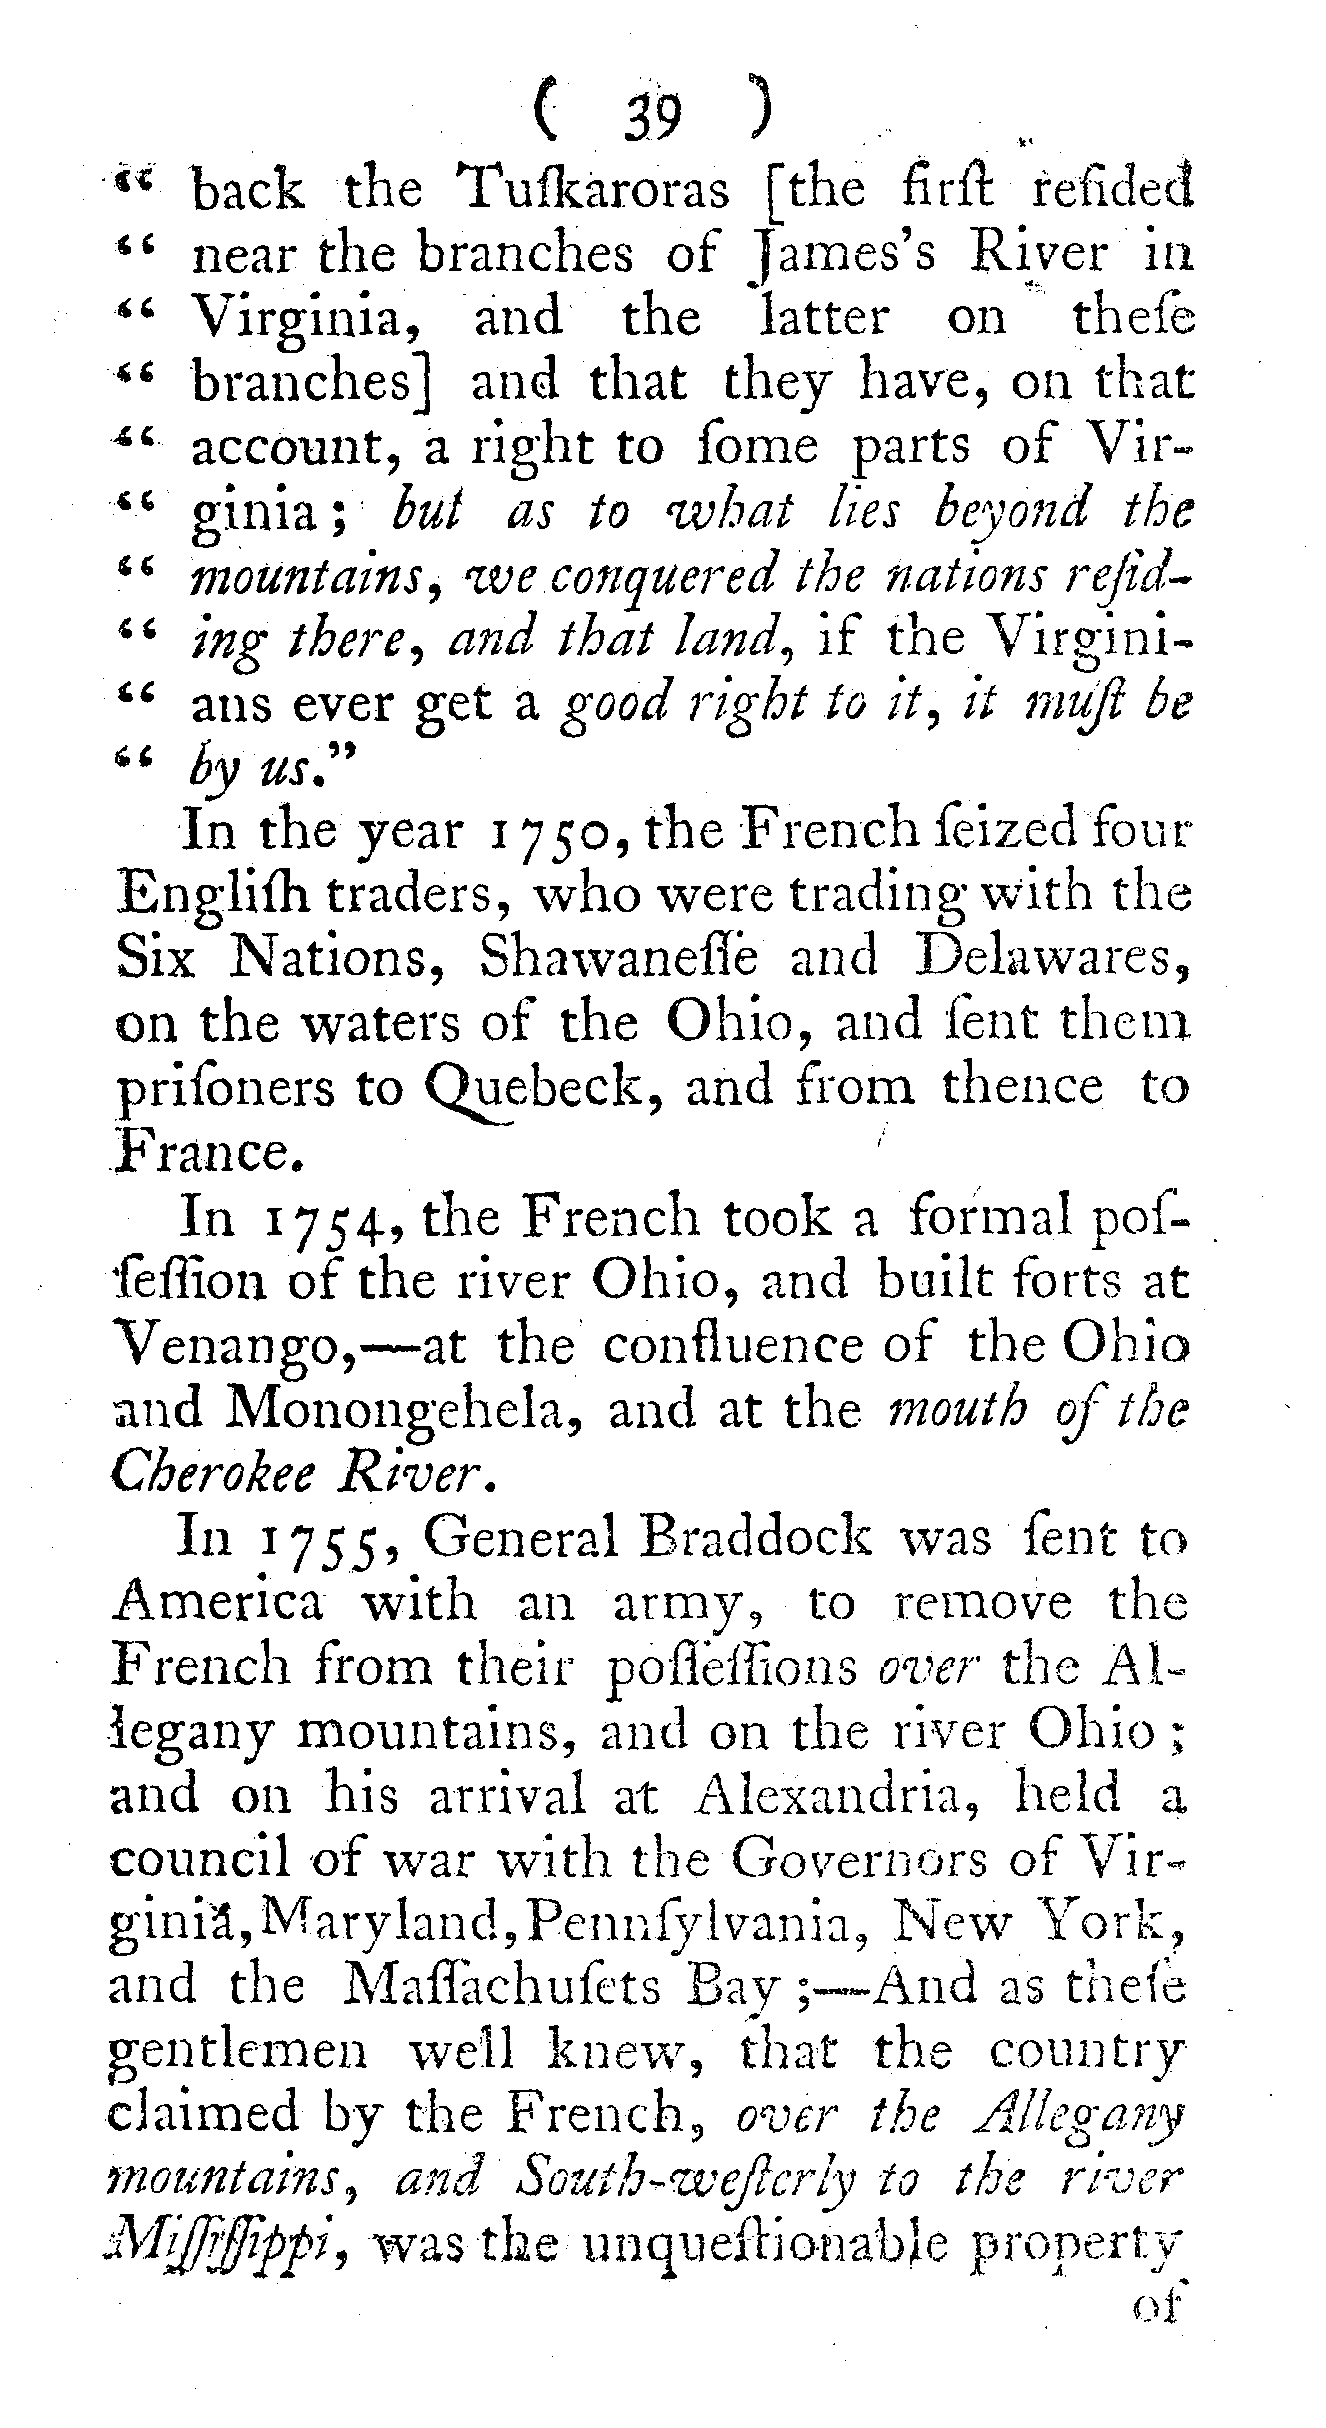 ( 39 )
“ back the Tuſkaroras [the firſt reſided
“ near the branches of James's River in
“ Virginia, and the latter on theſe
“ branches] and that they have, on that
“ account, a right to ſome parts of Vir-
“ ginia; but as to what lies beyond the
“ mountains, we conquered the nations reſid-
“ ing there, and that land, if the Virgini-
“ ans ever get a good right to it, it muſt be
“ by us.”
In the year 1750, the French ſeized four
Engliſh traders, who were trading with the
Six Nations, Shawaneſſe and Delawares,
on the waters of the Ohio, and ſent them
priſoners to Quebeck, and from thence to
France.
In 1754, the French took a formal poſ-
ſeſſion of the river Ohio, and built forts at
Venango,—at the confluence of the Ohio
and Monongehela, and at the mouth of the
Cherokee River.
In 1755, General Braddock was ſent to
America with an army, to remove the
French from their poſſeſſions over the Al-
legany mountains, and on the river Ohio;
and on his arrival at Alexandria, held a
council of war with the Governors of Vir-
ginia, Maryland, Pennſylvania, New York,
and the Maſſachuſets Bay;—And as theſe
gentlemen well knew, that the country
claimed by the French, over the Allegany
mountains, and South-weſterly to the river
Miſſiſſippi, was the unqueſtionable property
of